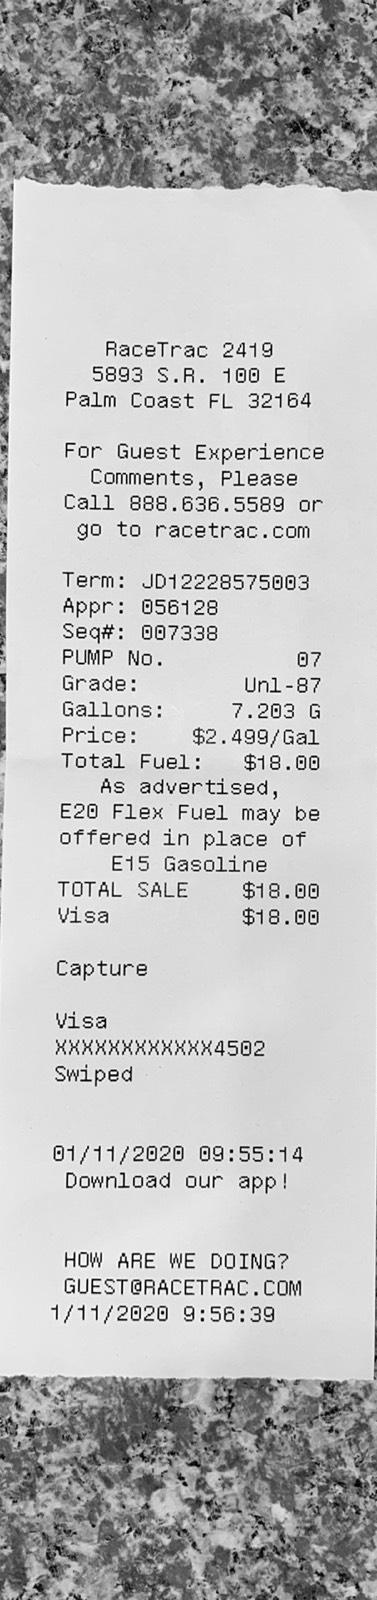 RaceTrac 2419
5893 S.R. 100 E
Palm Coast FL 32164
For Guest Experience
Comments, Please
Call 888.636.5589 or
go to racetrac.com
Term: JD12228575003
Appr: 056128
Seq#: 007338
PUMP No. 07
Grade: Unl-87
Gallons: 7.203 G
Price: $2.499/Gal
Total Fuel: $18.00
As advertised,
E20 Flex Fuel may be
offered in place of
E15 Gasoline
TOTAL SALE $18.00
Visa $18.00
Capture
Visa
XXXXXXXXXXXX4502
Swiped
01/11/2020 09:55:14
Download our app!
HOW ARE WE DOING?
GUEST@RACETRAC.COM
1/11/2020 9:56:39